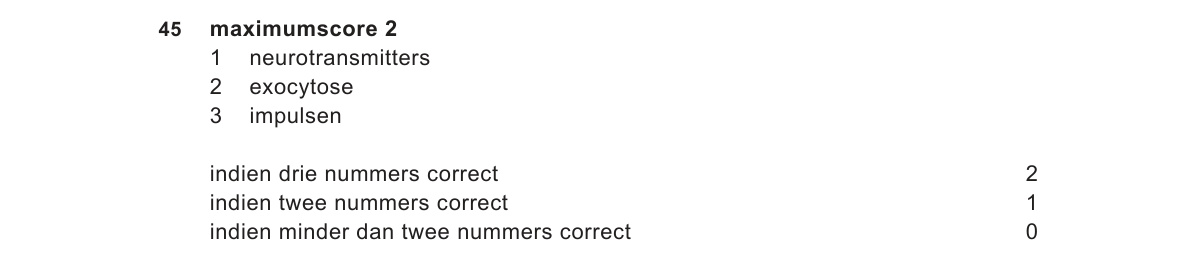 45 maximumscore 2
1 neurotransmitters
2 exocytose
3 impulsen
indien drie nummers correct 2
indien twee nummers correct 1
indien minder dan twee nummers correct 0